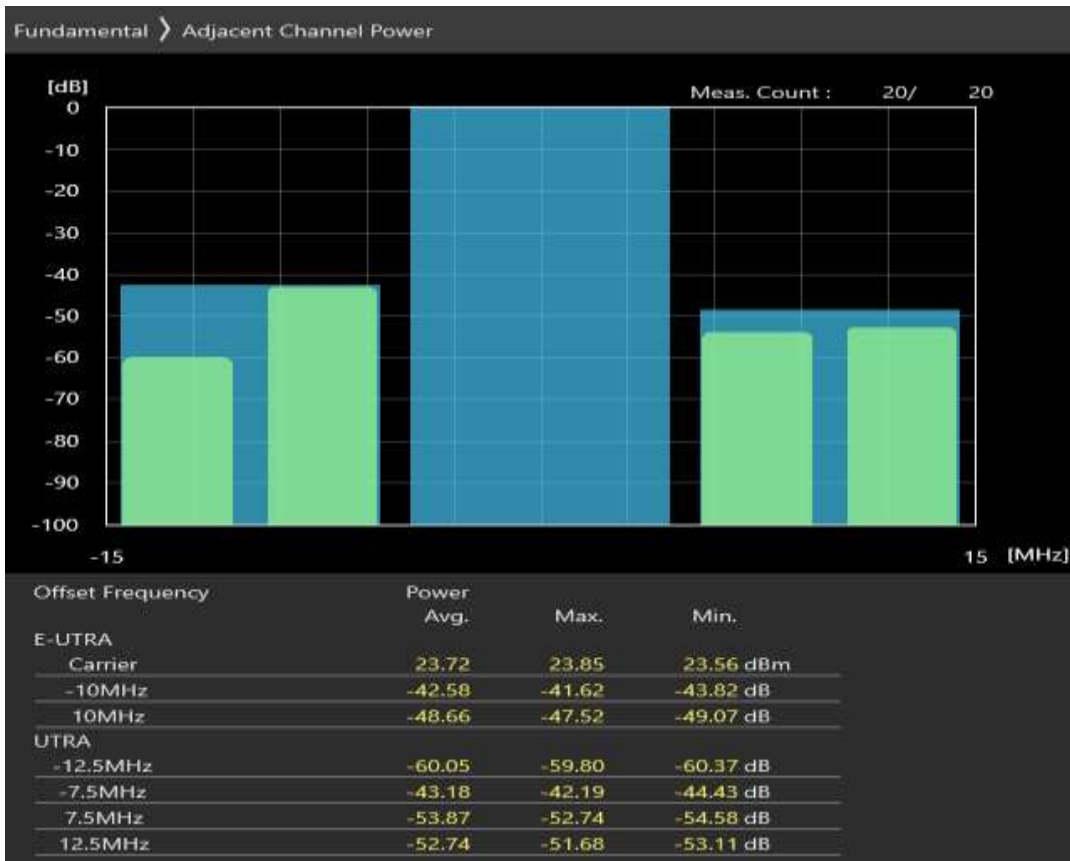 Fundamental 〉 Adjacent Channel Power
[dB]
Meas. Count : 20/ 20
0
-10
-20
-30
-40
-50
-60
-70
-80
-90
-100
-15 15 [MHz]
Offset Frequency Power
Avg. Max. Min.
E-UTRA
Carrier 23.72 23.85 23.56 dBm
-10MHz -42.58 -41.62 -43.82 dB
10MHz -48.66 -47.52 -49.07 dB
UTRA
-12.5MHz -60.05 -59.80 -60.37 dB
-7.5MHz -43.18 -42.19 -44.43 dB
7.5MHz -53.87 -52.74 -54.58 dB
12.5MHz -52.74 -51.68 -53.11 dB